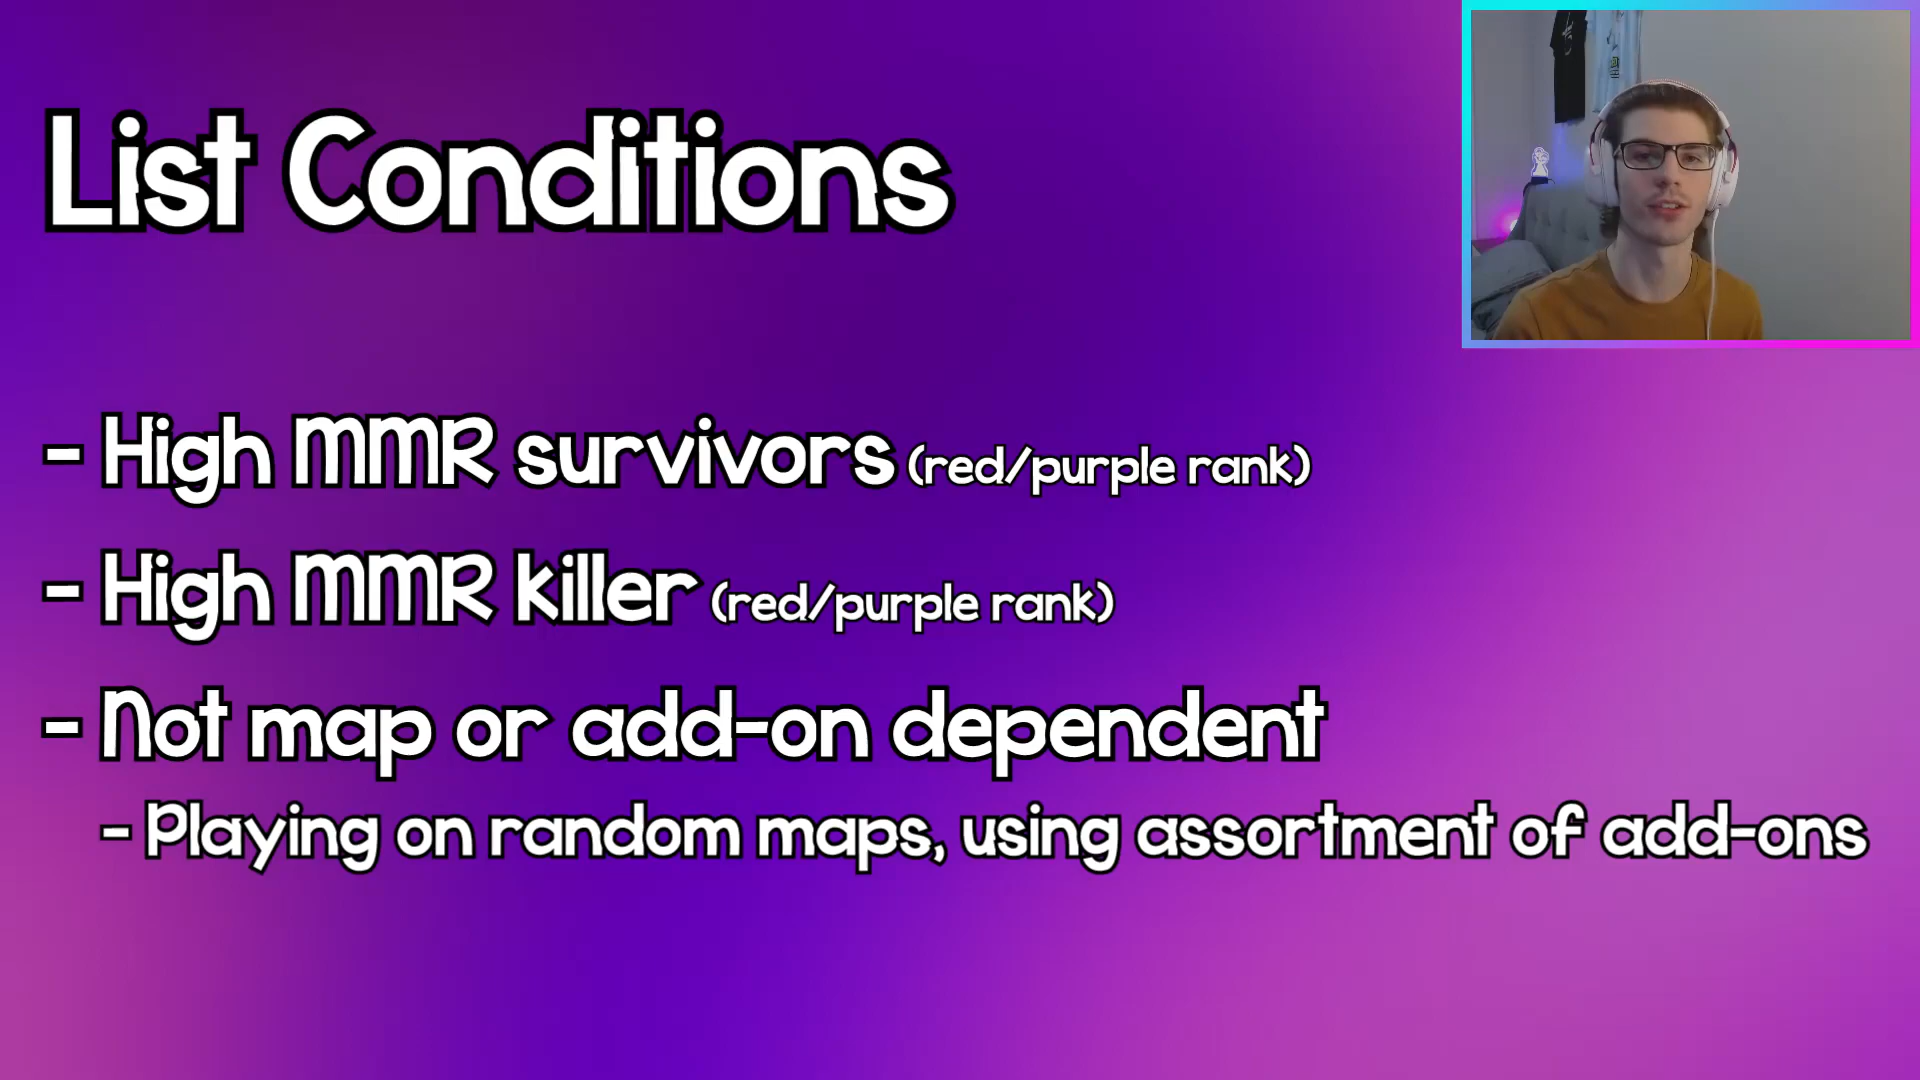 List Conditions
- High MMR survivors (red/purple rank)
- High MMR killer (red/purple rank)
- Not map or add-on dependent
- Playing on random maps, using assortment of add-ons